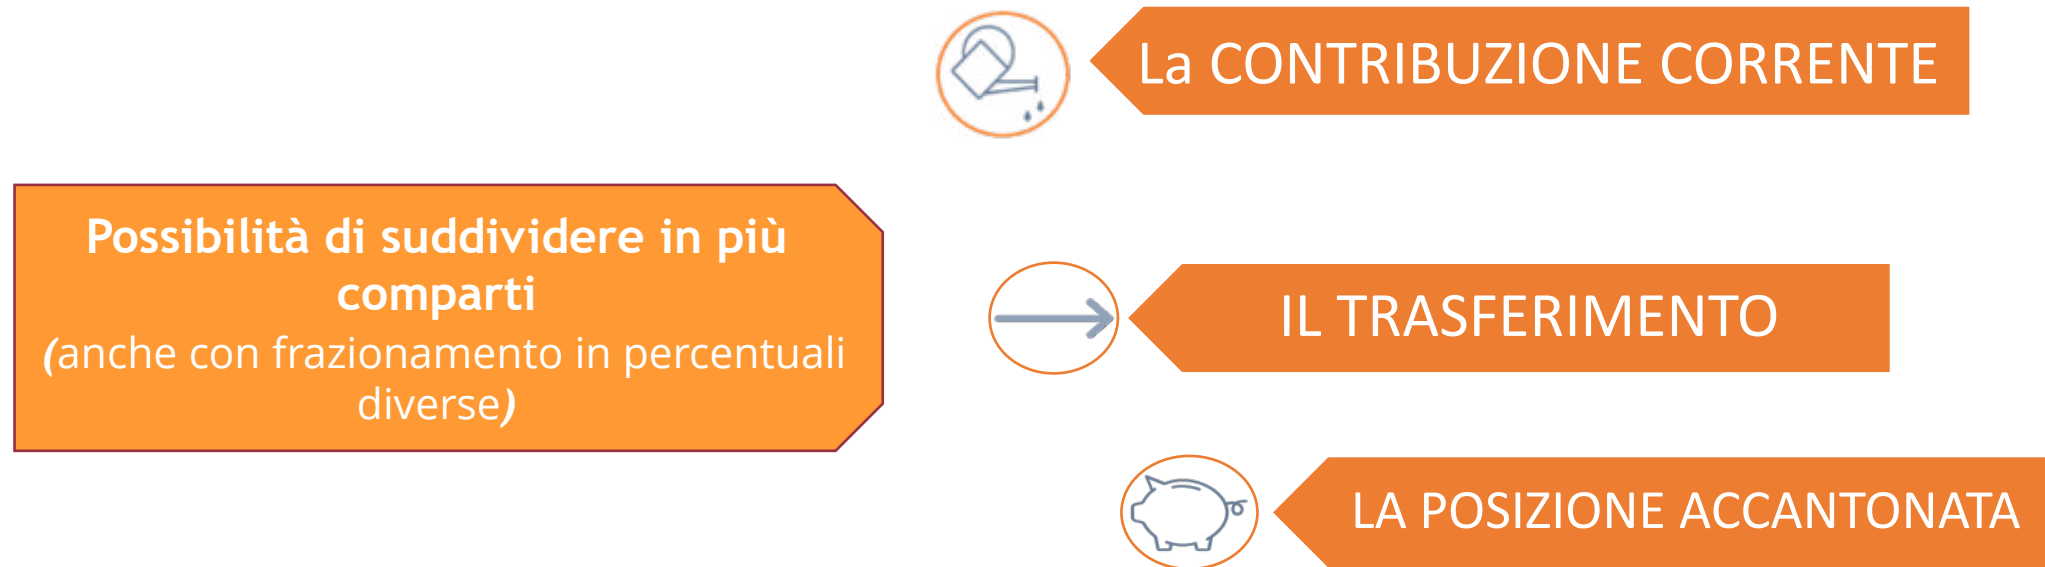 La CONTRIBUZIONE CORRENTE
Possibilità di suddividere in più
comparti
(anche con frazionamento in percentuali
diverse)
IL TRASFERIMENTO
LA POSIZIONE ACCANTONATA